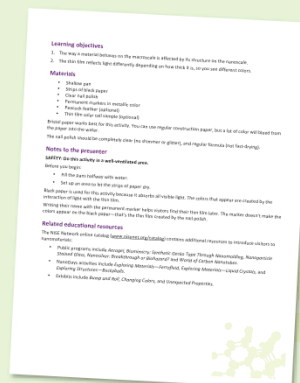 Learning objectives
1. The way a material behaves on the macroscale is affected by its structure on the nanoscale.
2. The thin film reflects light differently depending on how thick it is, so you see different colors.
Materials
• Shallow pan
• Strips of black paper
• Clear nail polish
• Permanent markers in metallic color
• Peacock feather (optional)
• Thin film color sail sample (optional)
Bristol paper works best for this activity. You can use regular construction paper, but a lot of color will bleed from
the paper into the water.
The nail polish should be completely clear (no shimmer or glitter), and regular formula (not fast-drying).
Notes to the presenter
SAFETY: Do this activity in a well-ventilated area.
Before you begin:
• Fill the pan halfway with water.
• Set up an area to let the strips of paper dry.
Black paper is used for this activity because it absorbs all visible light. The colors that appear are created by the
interaction of light with the thin film.
Writing their name with the permanent marker helps visitors find their thin film later. The marker doesn't make the
colors appear on the black paper—that's the thin film created by the nail polish.
Related educational resources
The NISE Network online catalog (www.nisenet.org/catalog) contains additional resources to introduce visitors to
nanomaterials:
• Public programs include Aerogel, Biomimicry: Synthetic Gecko Tape Through Nanomolding, Nanoparticle
Stained Glass, Nanosilver: Breakthrough or Biohazard? and World of Carbon Nanotubes.
• NanoDays activities include Exploring Materials—Ferrofluid, Exploring Materials—Liquid Crystals, and
Exploring Structures—Buckyballs.
• Exhibits include Bump and Roll, Changing Colors, and Unexpected Properties.